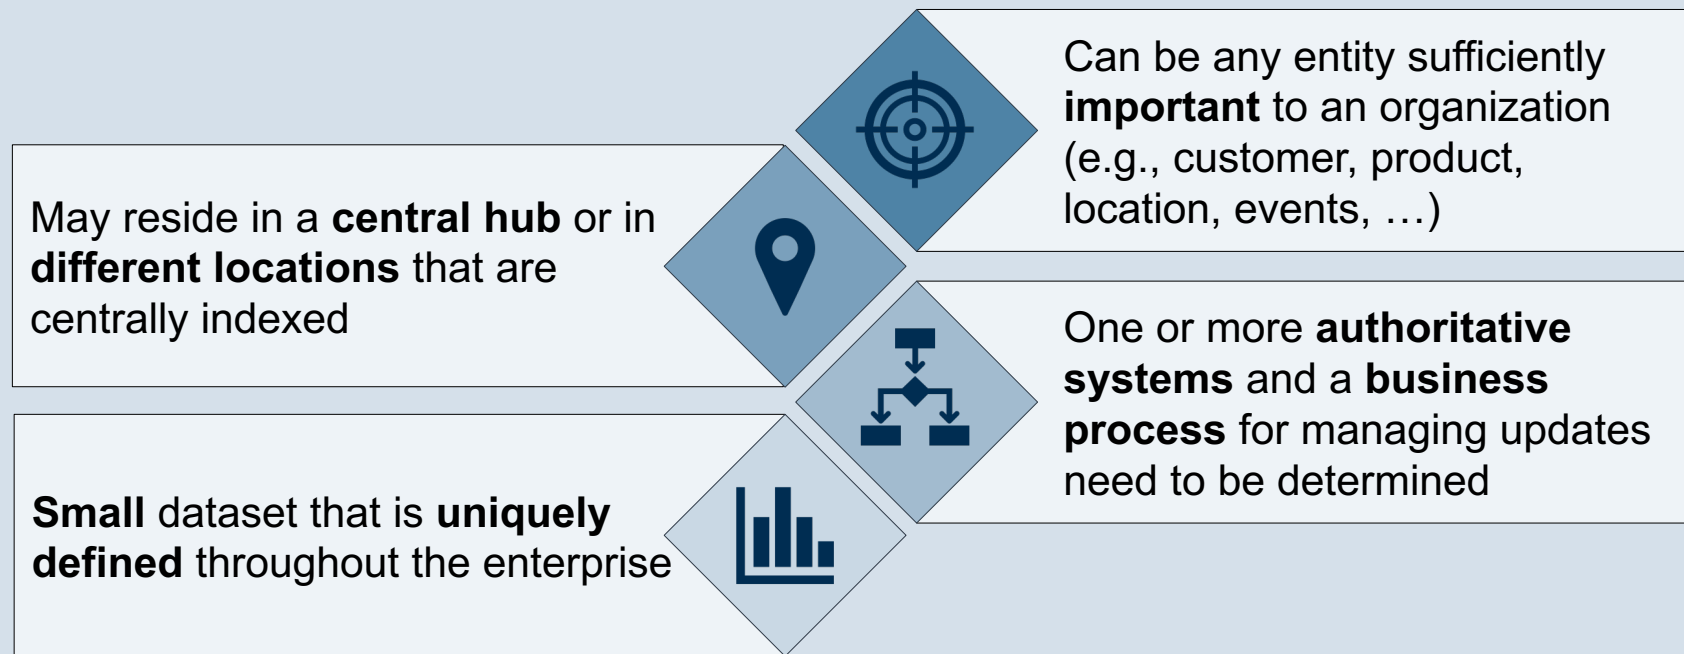 Can be any entity sufficiently
important to an organization
(e.g., customer, product,
location, events, …)
May reside in a central hub or in
different locations that are
centrally indexed
One or more authoritative
systems and a business
process for managing updates
need to be determined
Small dataset that is uniquely
defined throughout the enterprise